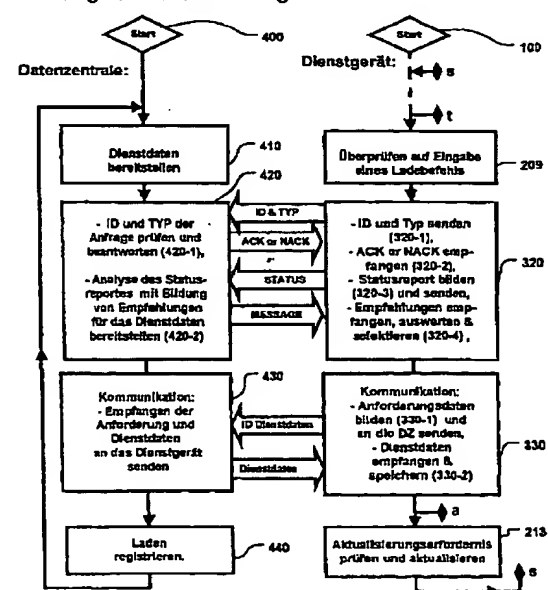 Start
400
Start
100
Datenzentrale:
Dienstgerät:
s
t
Dienstdaten
bereitstellen
410
Überprüfen auf Eingabe
eines Ladebefehls
209
420
- ID und TYP der
Anfrage prüfen und
beantworten (420-1),
- Analyse des Status-
reportes mit Bildung
von Empfehlungen
für das Dienstdaten
bereitstellen (420-2)
ID & TYP
ACK or NACK
STATUS
MESSAGE
- ID und Typ senden
(320-1),
- ACK or NACK emp-
fangen (320-2),
- Statusreport bilden
(320-3) und senden,
- Empfehlungen emp-
fangen, auswerten &
selektieren (320-4) ,
320
430
Kommunikation:
- Empfangen der
Anforderung und
Dienstdaten
an das Dienstgerät
senden
ID Dienstdaten
Dienstdaten
Kommunikation:
- Anforderungsdaten
bilden (330-1) und
an die DZ senden,
- Dienstdaten
empfangen &
speichern (330-2)
330
a
Laden
registrieren.
440
Aktualisierungserfordernis
prüfen und aktualisieren
213
s